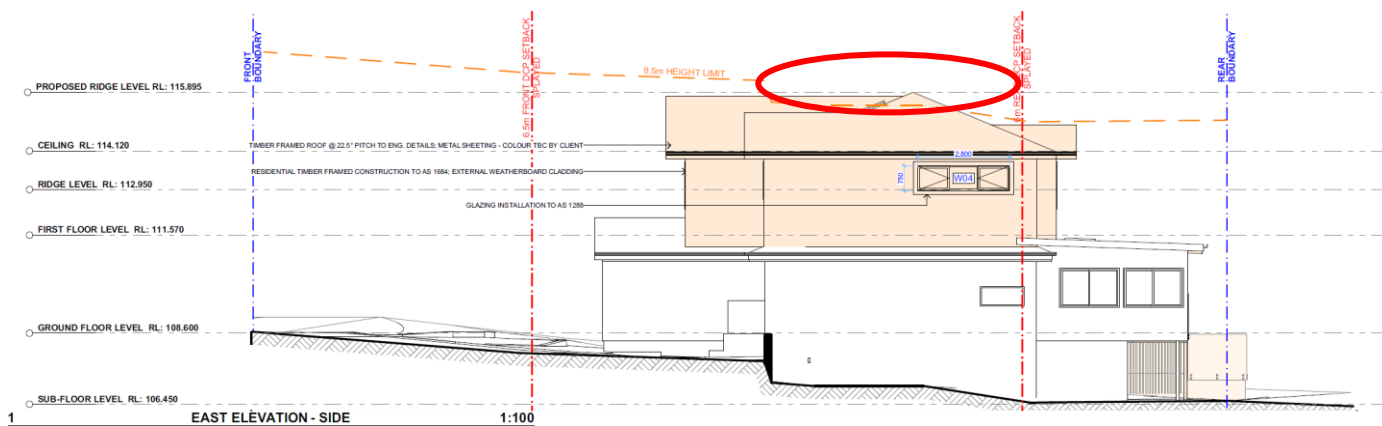 FRONT
BOUNDARY
6.5m FRONT DCP SETBACK
SPLAYED
8.5m HEIGHT LIMIT
SPLAYED
REAR
BOUNDARY
PROPOSED RIDGE LEVEL RL: 115.895
CEILING RL: 114.120
TIMBER FRAMED ROOF @ 22.5° PITCH TO ENG. DETAILS; METAL SHEETING - COLOUR TBC BY CLIENT
2,800
RESIDENTIAL TIMBER FRAMED CONSTRUCTION TO AS 1684; EXTERNAL WEATHERBOARD CLADDING
750
W04
RIDGE LEVEL RL: 112.950
GLAZING INSTALLATION TO AS 1288
FIRST FLOOR LEVEL RL: 111.570
GROUND FLOOR LEVEL RL: 108.600
SUB-FLOOR LEVEL RL: 106.450
1 EAST ELEVATION - SIDE 1:100